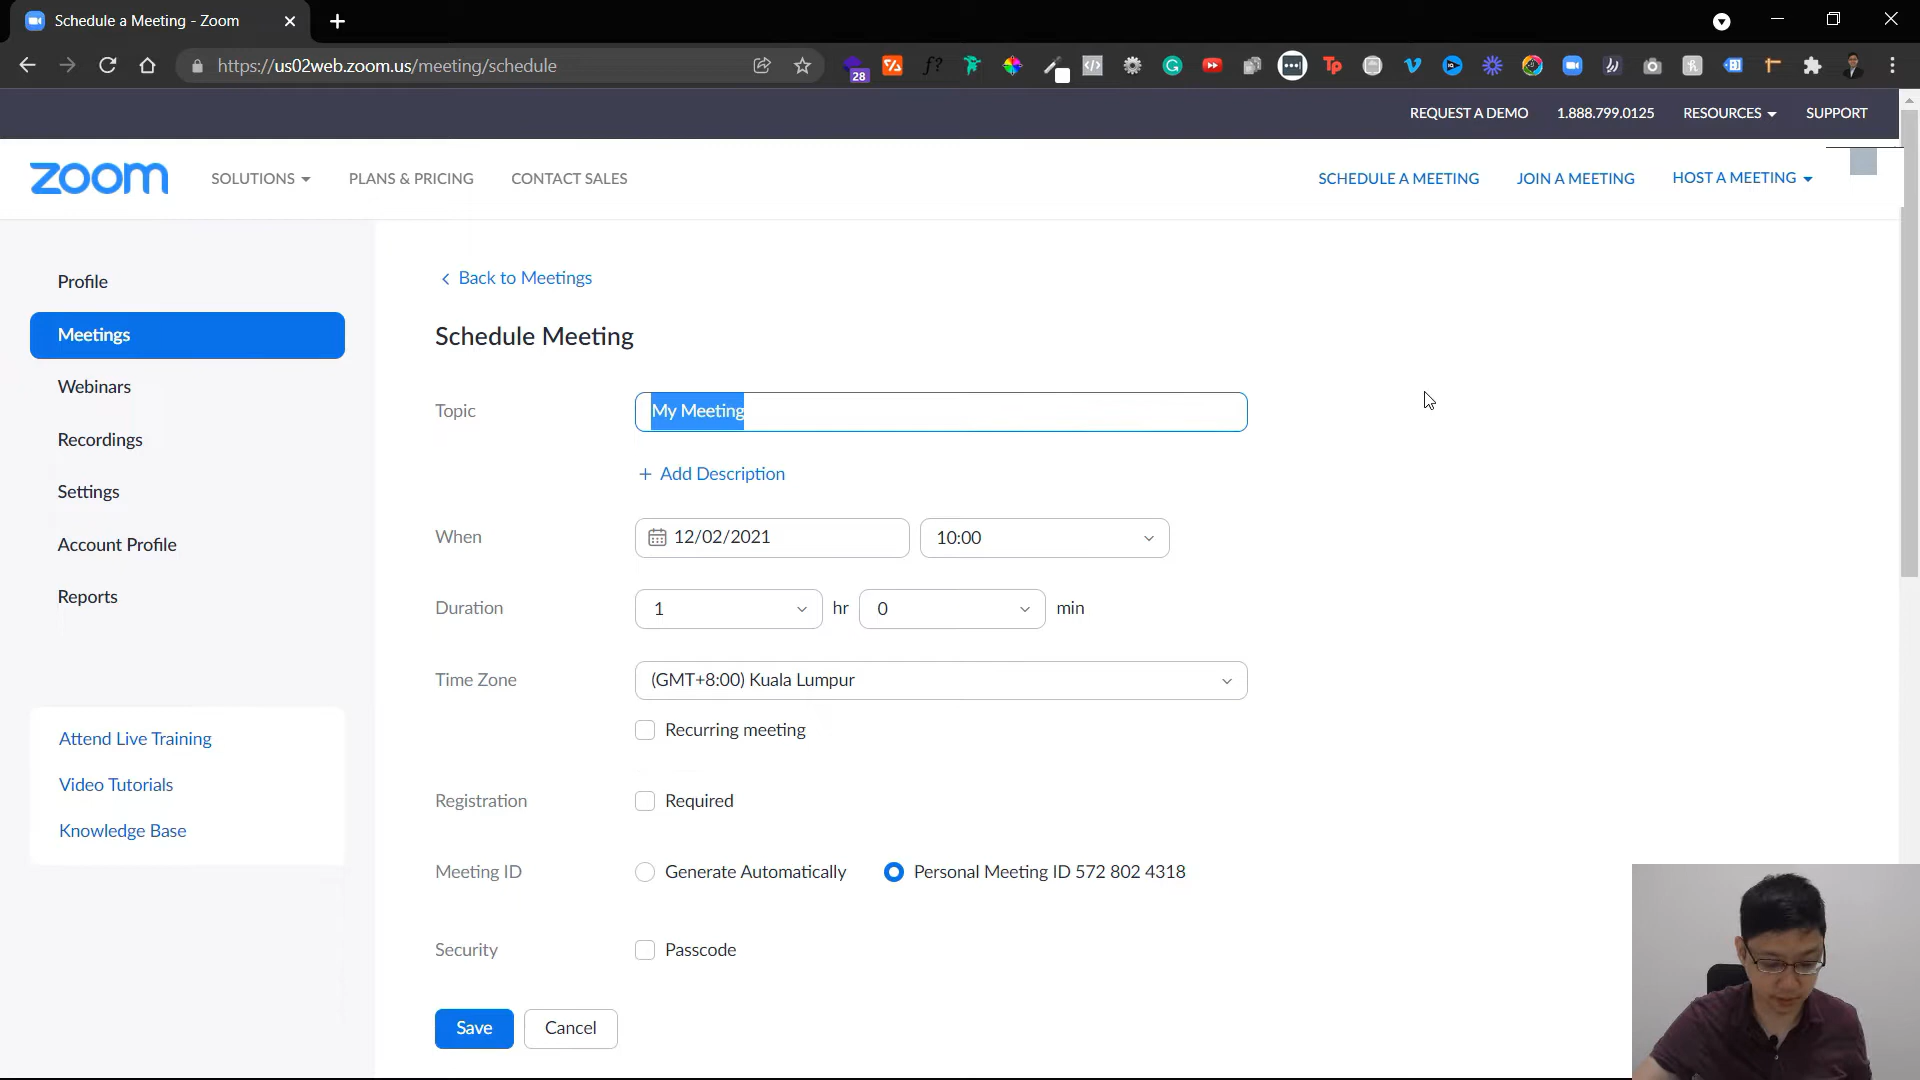 Schedule a Meeting - Zoom
https://us02web.zoom.us/meeting/schedule
28
f?
Tp
REQUEST A DEMO 1.888.799.0125 RESOURCES SUPPORT
zoom SOLUTIONS PLANS & PRICING CONTACT SALES SCHEDULE A MEETING JOIN A MEETING HOST A MEETING
Profile
Meetings
Webinars
Recordings
Settings
Account Profile
Reports
Attend Live Training
Video Tutorials
Knowledge Base
Back to Meetings
Schedule Meeting
Topic My Meeting
+ Add Description
When 12/02/2021 10:00
Duration 1 hr 0 min
Time Zone (GMT+8:00) Kuala Lumpur
Recurring meeting
Registration Required
Meeting ID Generate Automatically Personal Meeting ID 572 802 4318
Security Passcode
Save Cancel